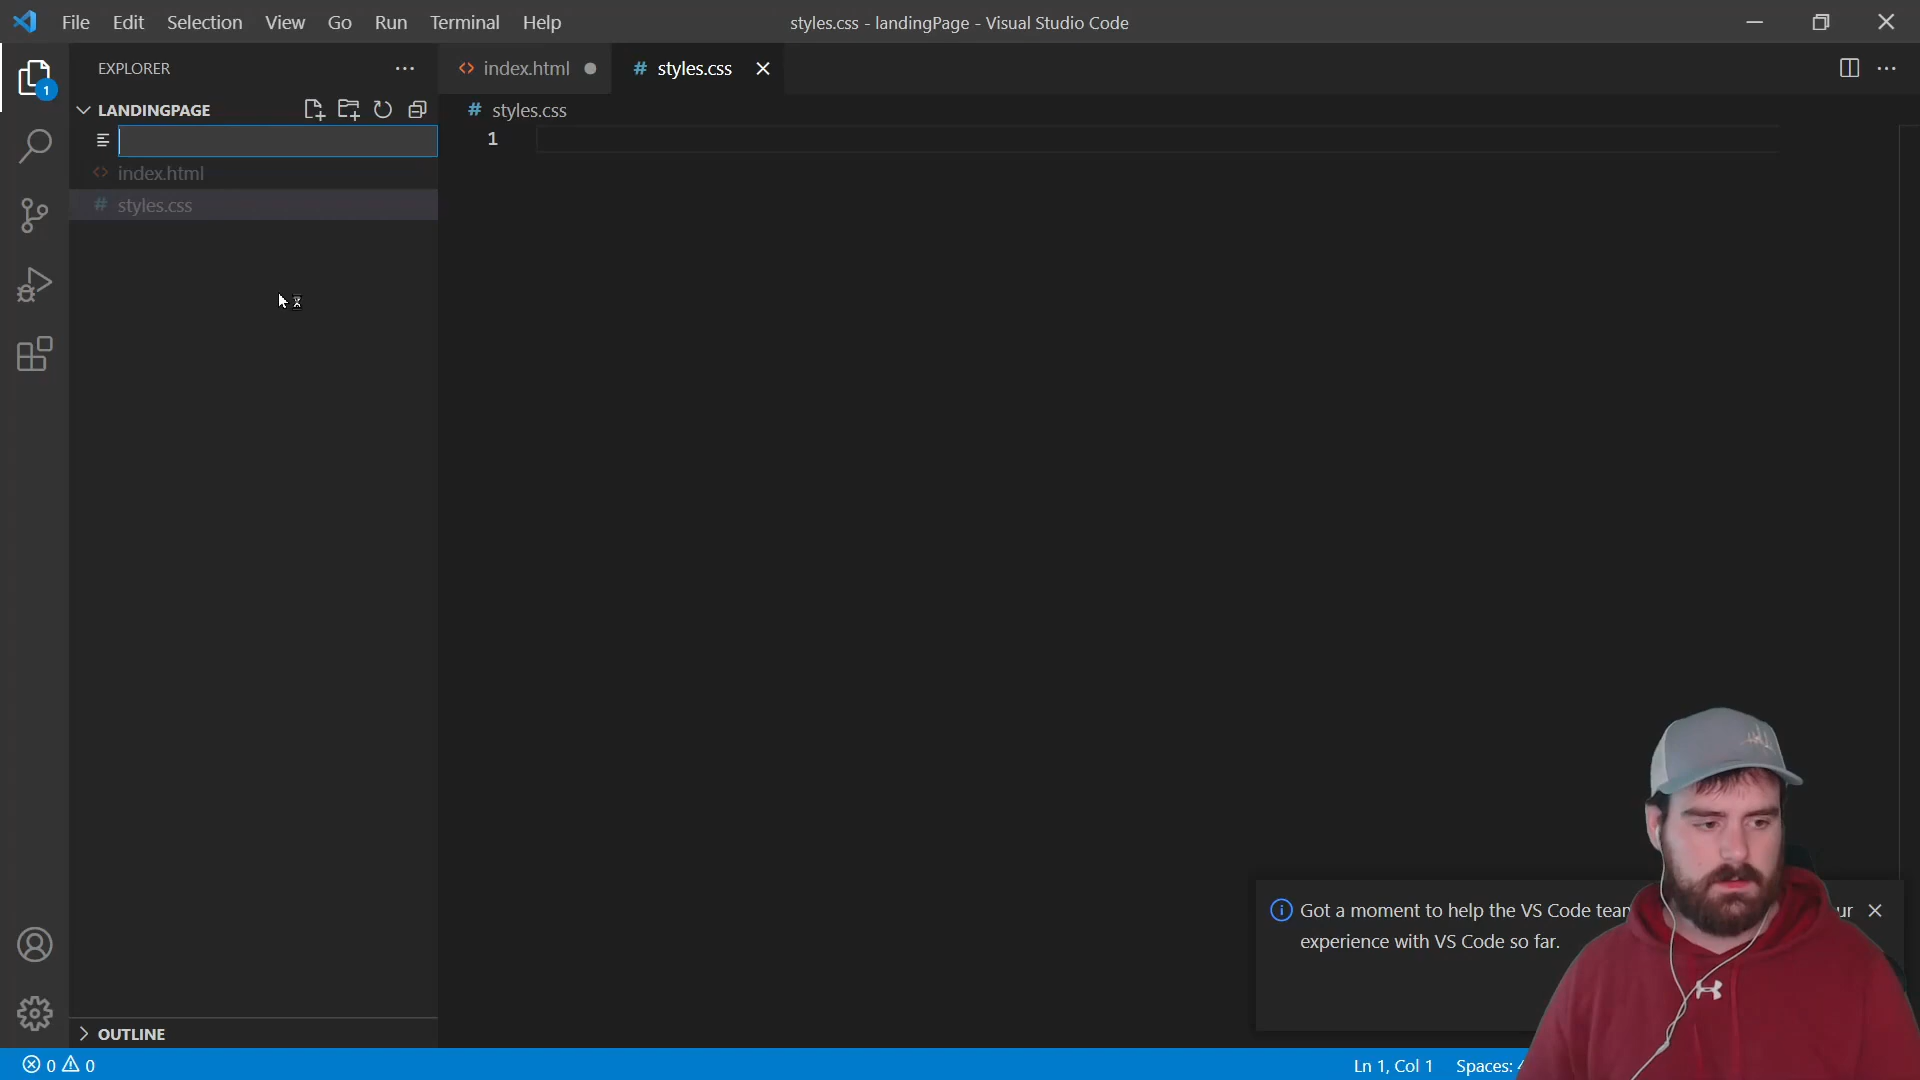 File Edit Selection View Go Run Terminal Help
styles.css - landingPage - Visual Studio Code
EXPLORER
index.html
# styles.css
1
LANDINGPAGE
# styles.css
1
index.html
# styles.css
Got a moment to help the VS Code
ur
experience with VS Code so far.
OUTLINE
0 0
Ln 1, Col 1 Spaces: